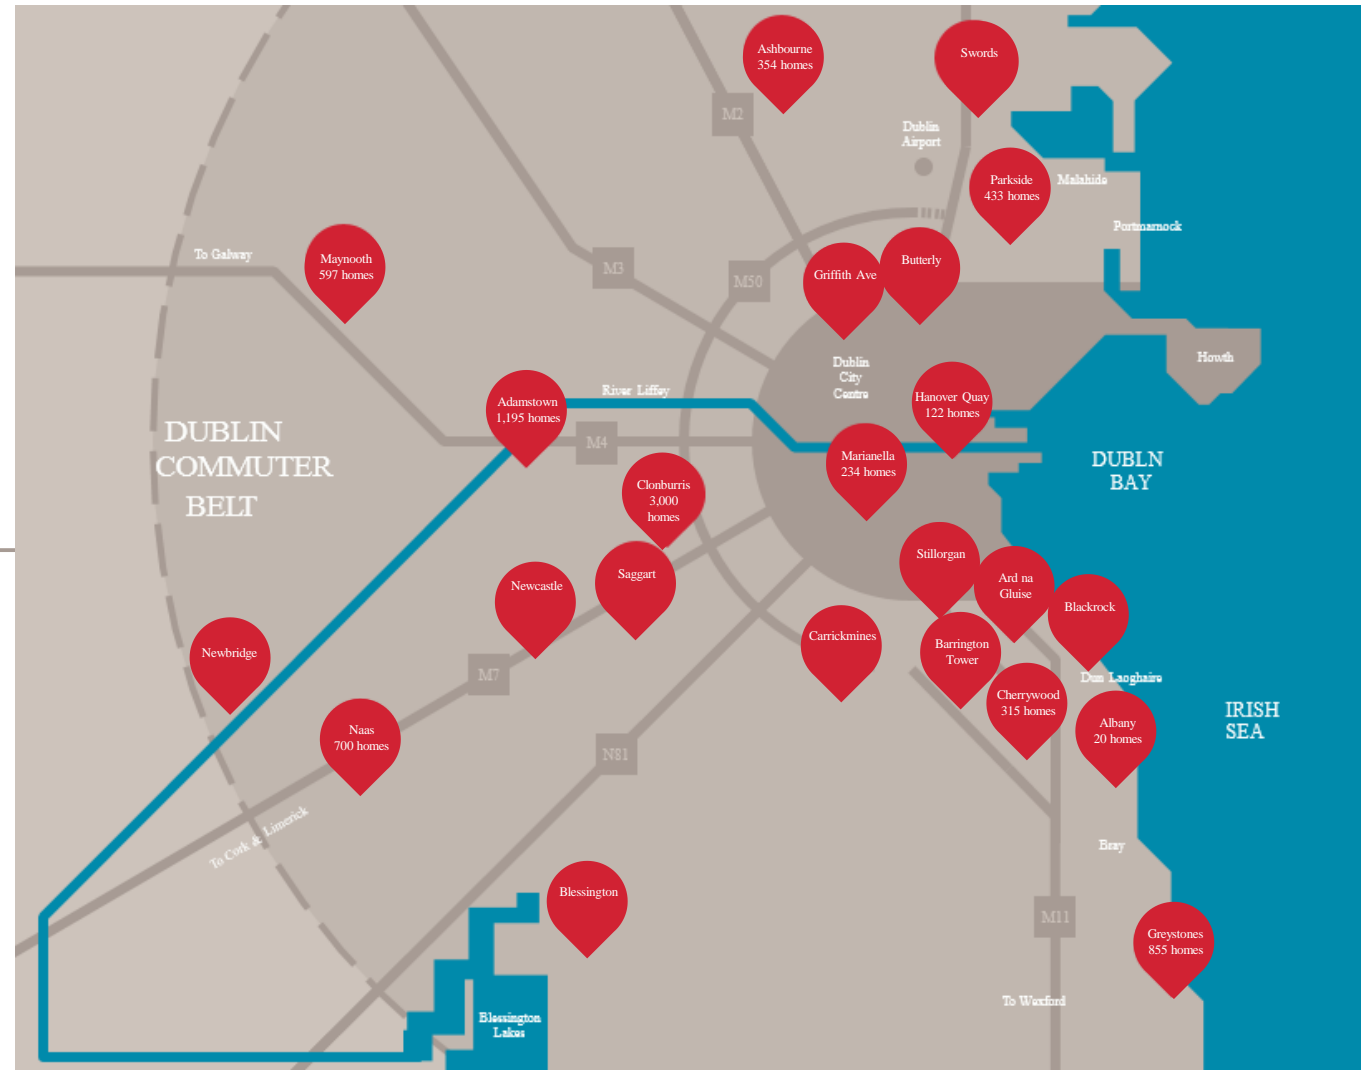 Ashbourne
354 homes
Swords
M2
Dublin
Airport
Parkside
433 homes
Malahide
Portmarnock
To Galway
Maynooth
597 homes
M3
M50
Griffith Ave
Butterly
Dublin
City
Centre
Howth
River Liffey
Adamstown
1,195 homes
Hanover Quay
122 homes
M4
DUBLIN
COMMUTER
BELT
Marianella
234 homes
DUBLN
BAY
Clonburris
3,000
homes
Stillorgan
Saggart
Newcastle
Ard na
Gluise
Blackrock
Carrickmines
Barrington
Tower
Newbridge
M7
Dun Laoghaire
Cherrywood
315 homes
IRISH
SEA
Albany
20 homes
Naas
700 homes
N81
To Cork & Limerick
Bray
Blessington
M11
Greystones
855 homes
To Wexford
Blessington
Lakes